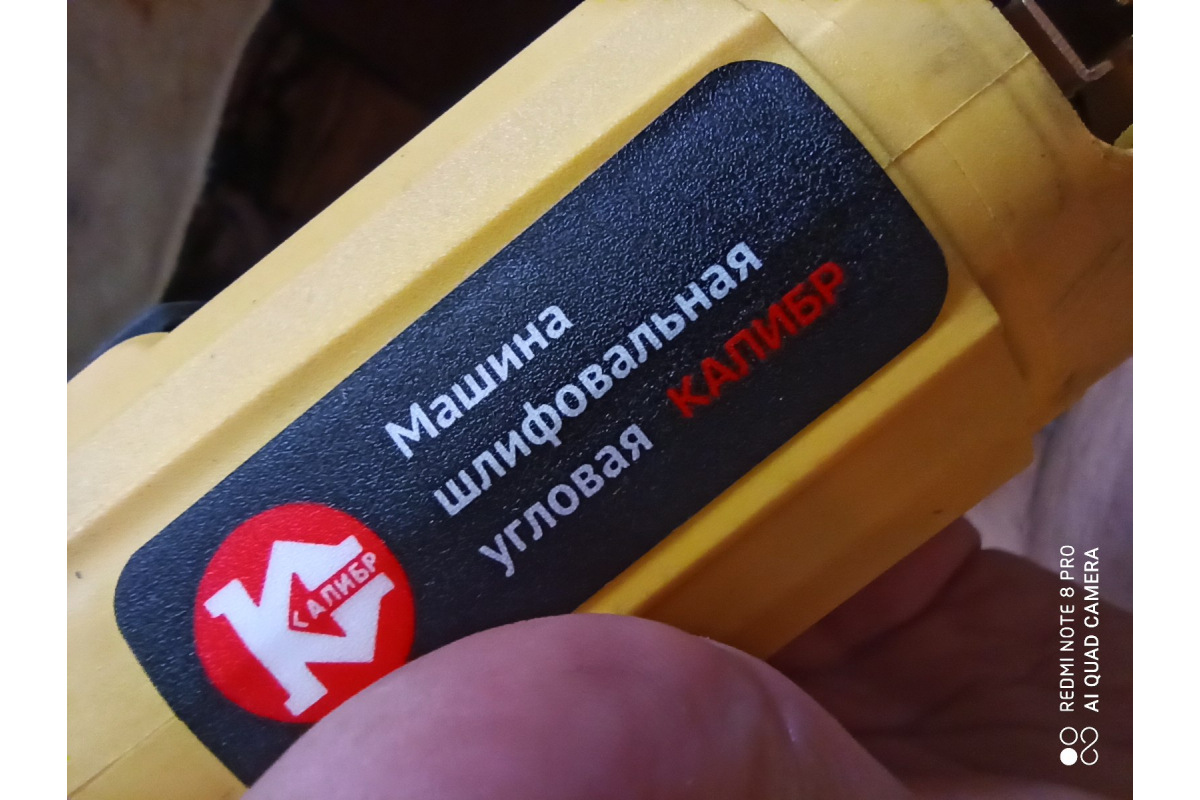 Машина
шлифовальная
угловая КАЛИБР
К
КАЛИБР
REDMI NOTE 8 PRO
AI QUAD CAMERA